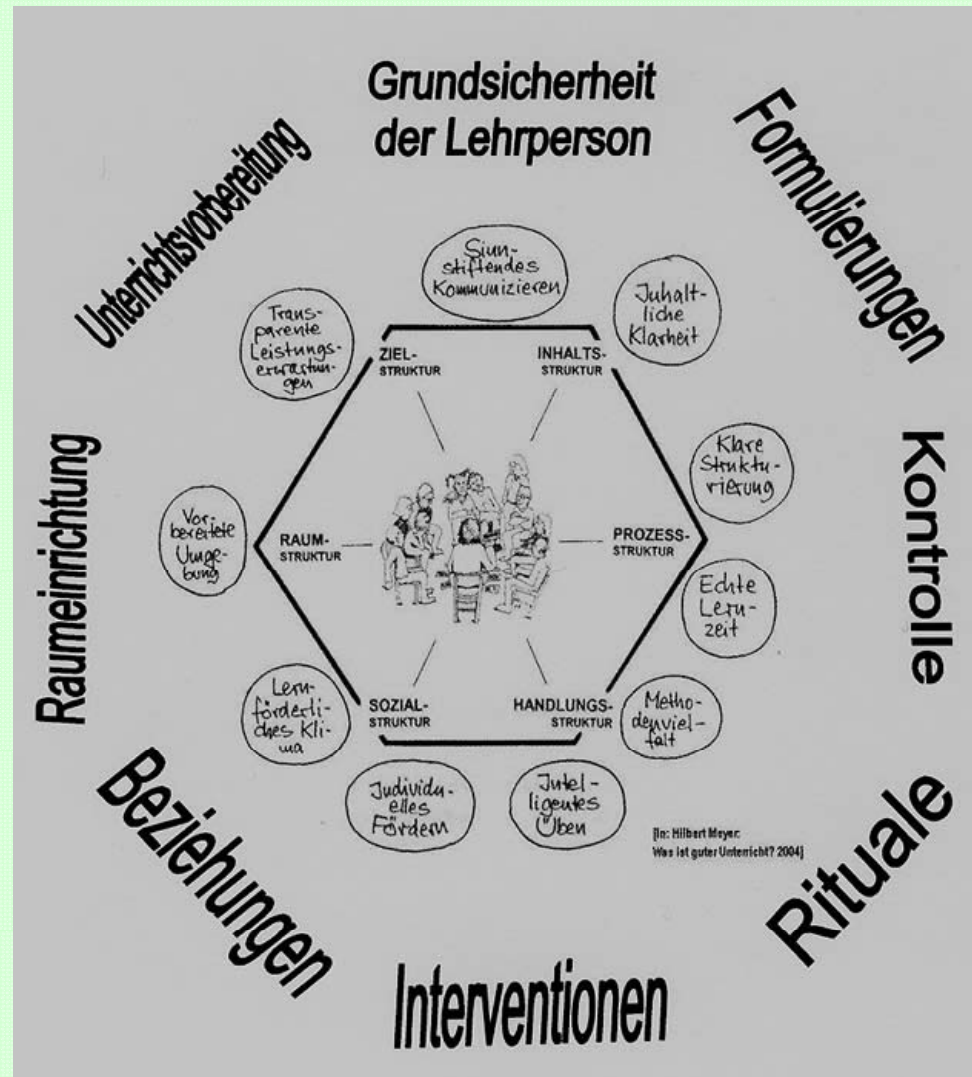 Grundsicherheit
der Lehrperson
Formulierungen
Kontrolle
Rituale
Interventionen
Beziehungen
Raumeinrichtung
Unterrichtsvorbereitung
Sinn-
stiftendes
Kommunizieren
Inhalt-
liche
Klarheit
Klare
Struktu-
rierung
Echte
Lern-
zeit
Metho-
denviel-
falt
Intel-
ligentes
Üben
Individu-
elles
Fördern
Lern-
förderli-
ches Kli-
ma
Vor-
bereitete
Umge-
bung
Trans-
parente
Leistungs-
erwartun-
gen
ZIEL-
STRUKTUR
INHALTS-
STRUKTUR
PROZESS-
STRUKTUR
HANDLUNGS-
STRUKTUR
SOZIAL-
STRUKTUR
RAUM-
STRUKTUR
[In: Hilbert Meyer:
Was ist guter Unterricht? 2004]